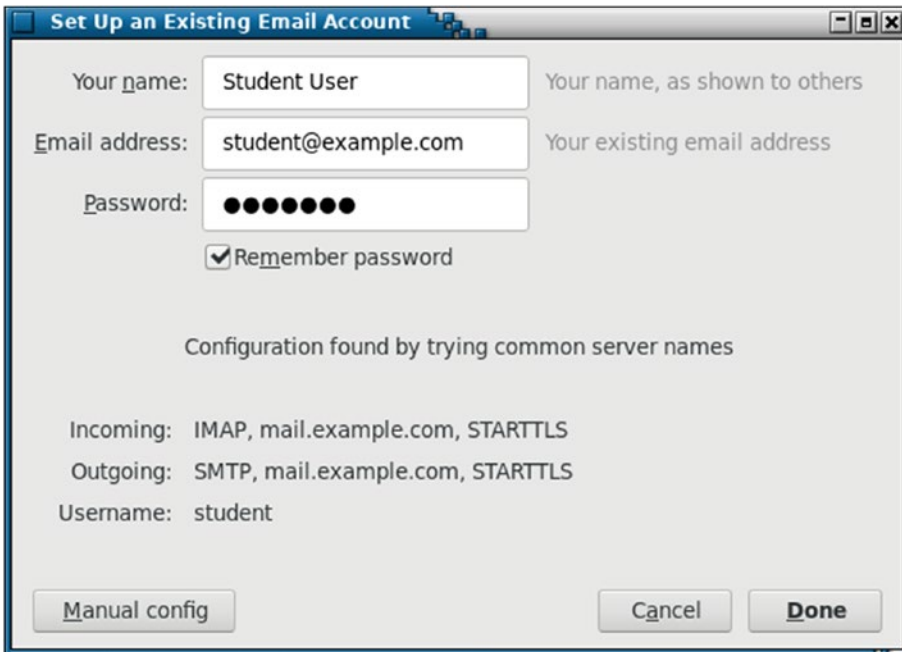 Set Up an Existing Email Account
Your name: Student User Your name, as shown to others
Email address: student@example.com Your existing email address
Password: ●●●●●●●
Remember password
Configuration found by trying common server names
Incoming: IMAP, mail.example.com, STARTTLS
Outgoing: SMTP, mail.example.com, STARTTLS
Username: student
Manual config Cancel Done